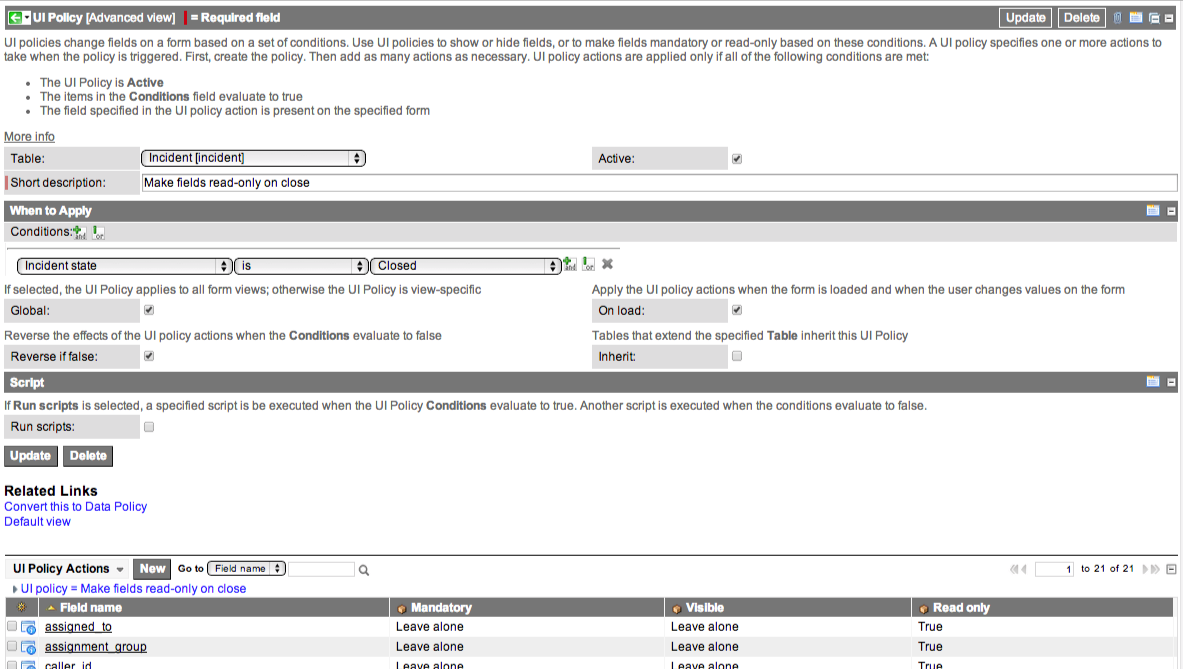 UI Policy [Advanced view] = Required field Update Delete
UI policies change fields on a form based on a set of conditions. Use UI policies to show or hide fields, or to make fields mandatory or read-only based on these conditions. A UI policy specifies one or more actions to
take when the policy is triggered. First, create the policy. Then add as many actions as necessary. UI policy actions are applied only if all of the following conditions are met:
• The UI Policy is Active
• The items in the Conditions field evaluate to true
• The field specified in the UI policy action is present on the specified form
More info
Table: Incident [incident] Active:
Short description: Make fields read-only on close
When to Apply
Conditions: and or
Incident state is Closed and or
If selected, the UI Policy applies to all form views; otherwise the UI Policy is view-specific Apply the UI policy actions when the form is loaded and when the user changes values on the form
Global: On load:
Reverse the effects of the UI policy actions when the Conditions evaluate to false Tables that extend the specified Table inherit this UI Policy
Reverse if false: Inherit:
Script
If Run scripts is selected, a specified script is be executed when the UI Policy Conditions evaluate to true. Another script is executed when the conditions evaluate to false.
Run scripts:
Update Delete
Related Links
Convert this to Data Policy
Default view
UI Policy Actions New Go to Field name 1 to 21 of 21
UI policy = Make fields read-only on close
Field name Mandatory Visible Read only
assigned_to Leave alone Leave alone True
assignment_group Leave alone Leave alone True
caller_id Leave alone Leave alone True